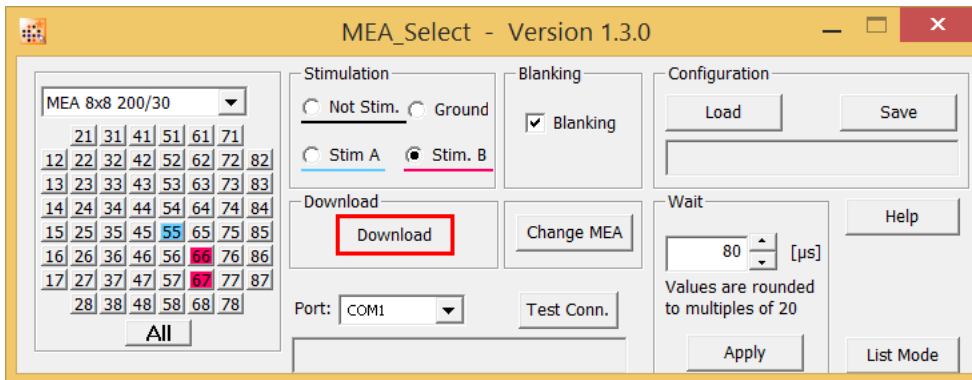 MEA_Select - Version 1.3.0
MEA 8x8 200/30
21 31 41 51 61 71
12 22 32 42 52 62 72 82
13 23 33 43 53 63 73 83
14 24 34 44 54 64 74 84
15 25 35 45 55 65 75 85
16 26 36 46 56 66 76 86
17 27 37 47 57 67 77 87
28 38 48 58 68 78
All
Stimulation
Not Stim. Ground
Stim A Stim. B
Blanking
Blanking
Configuration
Load Save
Download
Download
Change MEA
Wait
80 [µs]
Values are rounded
to multiples of 20
Apply
Help
Port: COM1
Test Conn.
List Mode